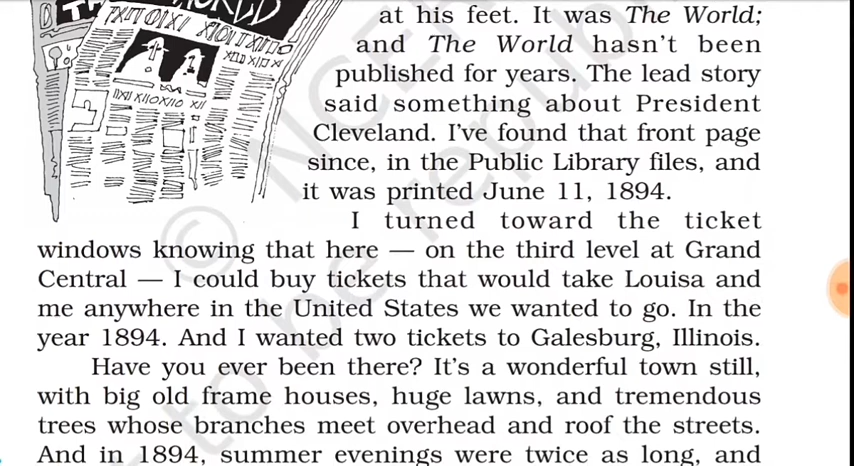 WORLD
at his feet. It was The World;
and The World hasn't been
published for years. The lead story
said something about President
Cleveland. I've found that front page
since, in the Public Library files, and
it was printed June 11, 1894.
I turned toward the ticket
windows knowing that here — on the third level at Grand
Central — I could buy tickets that would take Louisa and
me anywhere in the United States we wanted to go. In the
year 1894. And I wanted two tickets to Galesburg, Illinois.
Have you ever been there? It's a wonderful town still,
with big old frame houses, huge lawns, and tremendous
trees whose branches meet overhead and roof the streets.
And in 1894, summer evenings were twice as long, and
© NCER
to be repub